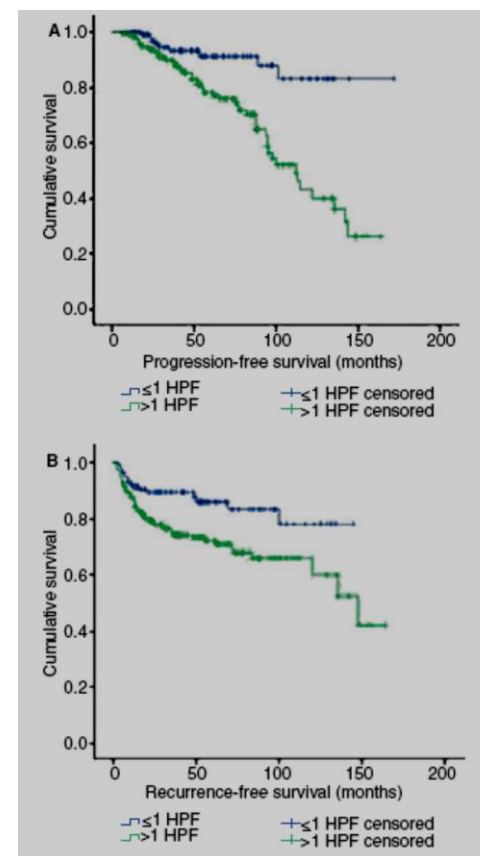 A
1.0
0.8
0.6
0.4
0.2
0.0
Cumulative survival
0 50 100 150 200
Progression-free survival (months)
≤1 HPF ≤1 HPF censored
>1 HPF >1 HPF censored
B
1.0
0.8
0.6
0.4
0.2
0.0
Cumulative survival
0 50 100 150 200
Recurrence-free survival (months)
≤1 HPF ≤1 HPF censored
>1 HPF >1 HPF censored